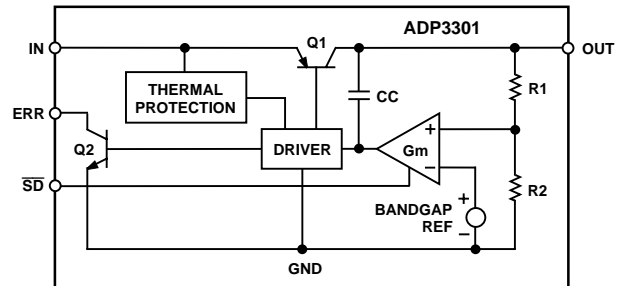 ADP3301
IN
Q1
OUT
THERMAL
PROTECTION
CC
R1
ERR
Q2
DRIVER
Gm
+
−
SD
R2
BANDGAP
REF
+
−
GND